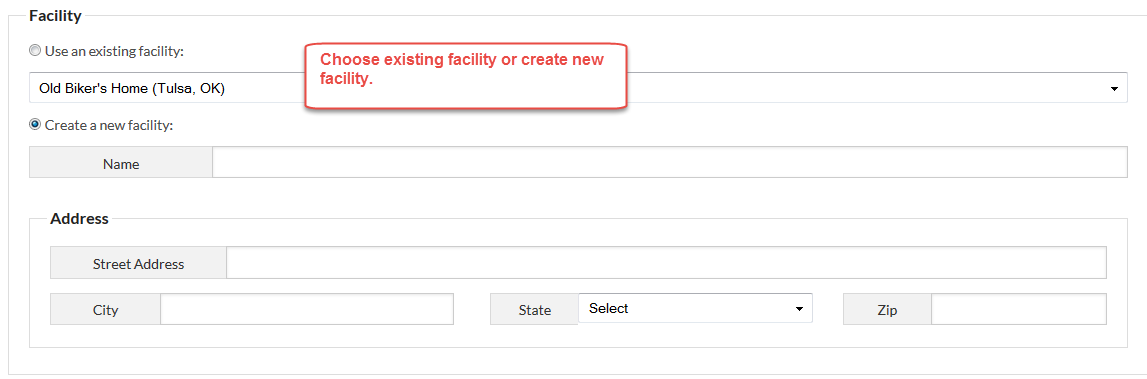 Facility
Use an existing facility:
Choose existing facility or create new
facility.
Old Biker's Home (Tulsa, OK)
Create a new facility:
Name
Address
Street Address
City State Select Zip